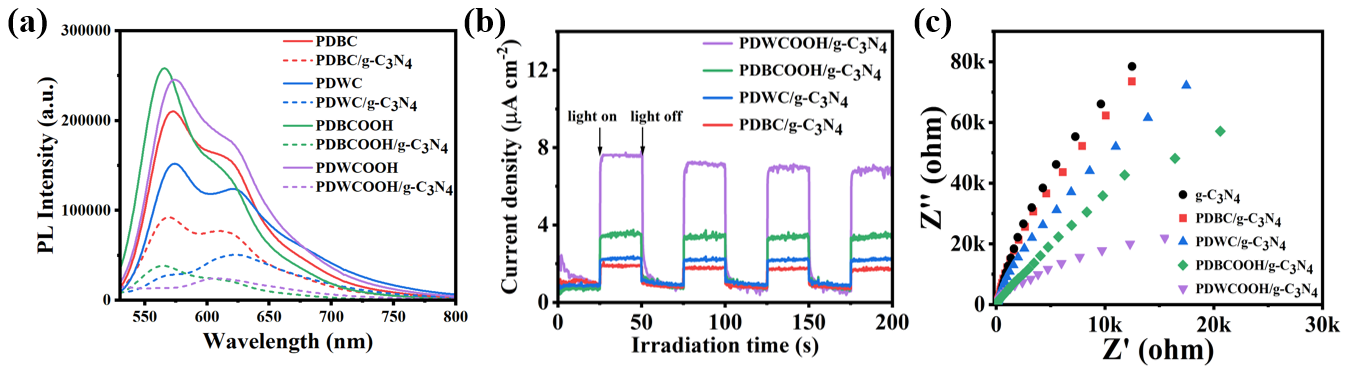 (a)
300000
200000
100000
0
PL Intensity (a.u.)
550
600
650
700
750
800
Wavelength (nm)
PDBC
PDBC/g-C₃N₄
PDWC
PDWC/g-C₃N₄
PDBCOOH
PDBCOOH/g-C₃N₄
PDWCOOH
PDWCOOH/g-C₃N₄
(b)
12
8
4
0
Current density (μA cm⁻²)
0
50
100
150
200
Irradiation time (s)
light on
light off
PDWCOOH/g-C₃N₄
PDBCOOH/g-C₃N₄
PDWC/g-C₃N₄
PDBC/g-C₃N₄
(c)
80k
60k
40k
20k
0
Z'' (ohm)
0
10k
20k
30k
Z' (ohm)
g-C₃N₄
PDBC/g-C₃N₄
PDWC/g-C₃N₄
PDBCOOH/g-C₃N₄
PDWCOOH/g-C₃N₄